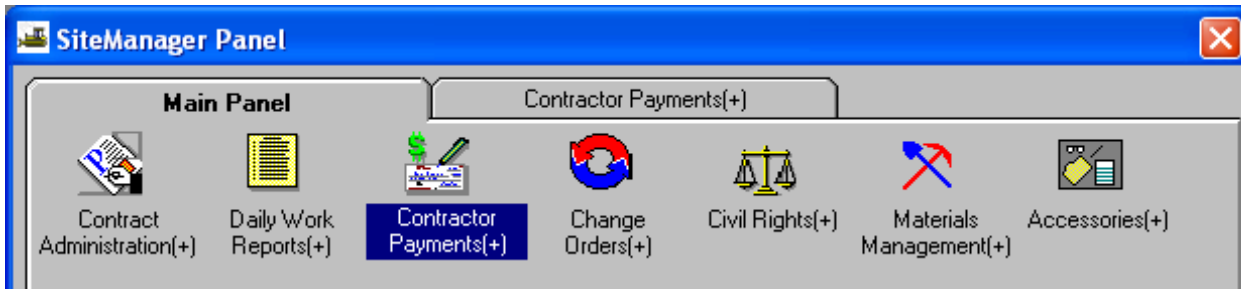 SiteManager Panel
Main Panel
Contractor Payments(+)
Contract
Administration(+)
Daily Work
Reports(+)
Contractor
Payments(+)
Change
Orders(+)
Civil Rights(+)
Materials
Management(+)
Accessories(+)